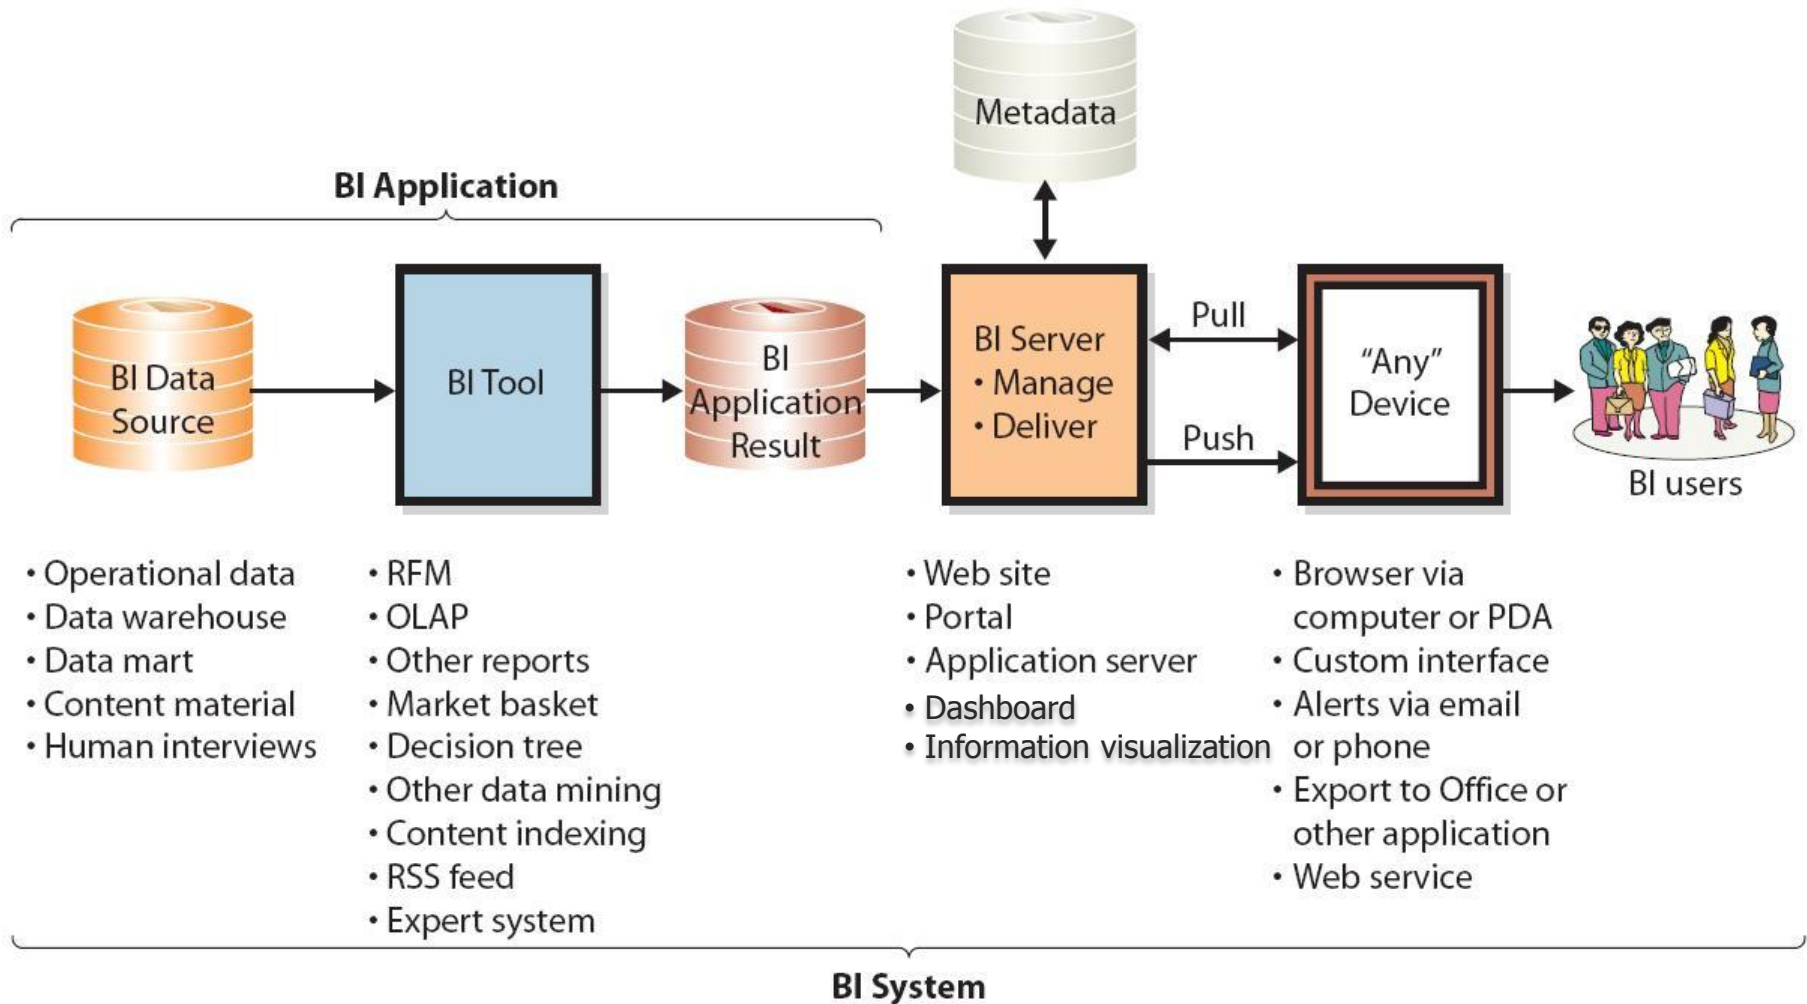 Metadata
BI Application
BI Data
Source
BI Tool
BI
Application
Result
BI Server
• Manage
• Deliver
Pull
Push
“Any”
Device
BI users
• Operational data
• Data warehouse
• Data mart
• Content material
• Human interviews
• RFM
• OLAP
• Other reports
• Market basket
• Decision tree
• Other data mining
• Content indexing
• RSS feed
• Expert system
• Web site
• Portal
• Application server
• Dashboard
• Information visualization
• Browser via
computer or PDA
• Custom interface
• Alerts via email
or phone
• Export to Office or
other application
• Web service
BI System